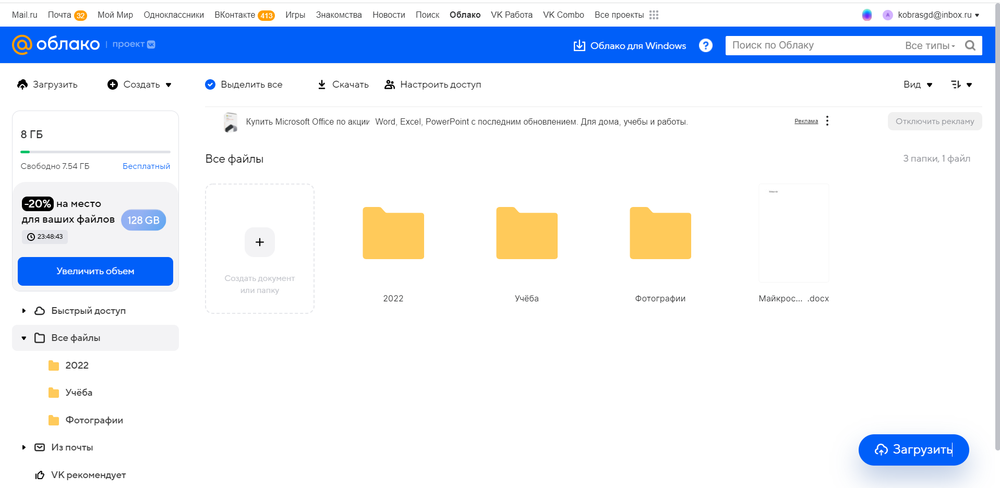 Mail.ru Почта 32 Мой Мир Одноклассники ВКонтакте 413 Игры Знакомства Новости Поиск Облако VK Работа VK Combo Все проекты A kobrasgd@inbox.ru
облако проект Облако для Windows ? Поиск по Облаку Все типы
Загрузить Создать Выделить все Скачать Настроить доступ Вид
Купить Microsoft Office по акции Word, Excel, PowerPoint с последним обновлением. Для дома, учебы и работы. Реклама Отключить рекламу
8 ГБ
Свободно 7.54 ГБ Бесплатный
-20% на место
для ваших файлов 128 GB
23:48:43
Увеличить объем
Быстрый доступ
Все файлы
2022
Учёба
Фотографии
Из почты
VK рекомендует
Все файлы 3 папки, 1 файл
Создать документ
или папку
2022 Учёба Фотографии Майкрос... .docx
Загрузить